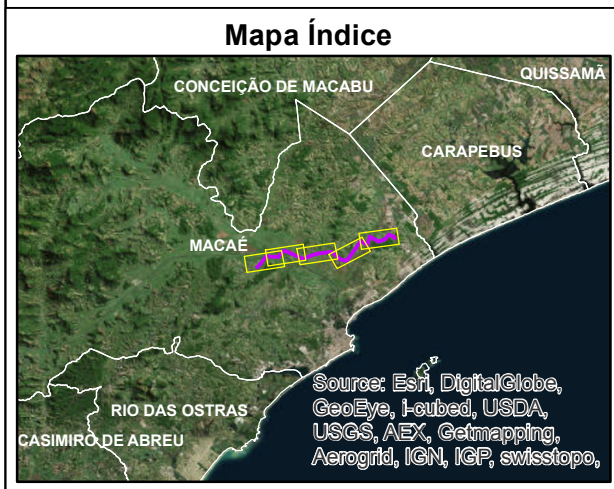 Mapa Índice
QUISSAMÃ
CONCEIÇÃO DE MACABU
CARAPEBUS
MACAÉ
RIO DAS OSTRAS
CASIMIRO DE ABREU
Source: Esri, DigitalGlobe,
GeoEye, i-cubed, USDA,
USGS, AEX, Getmapping,
Aerogrid, IGN, IGP, swisstopo,